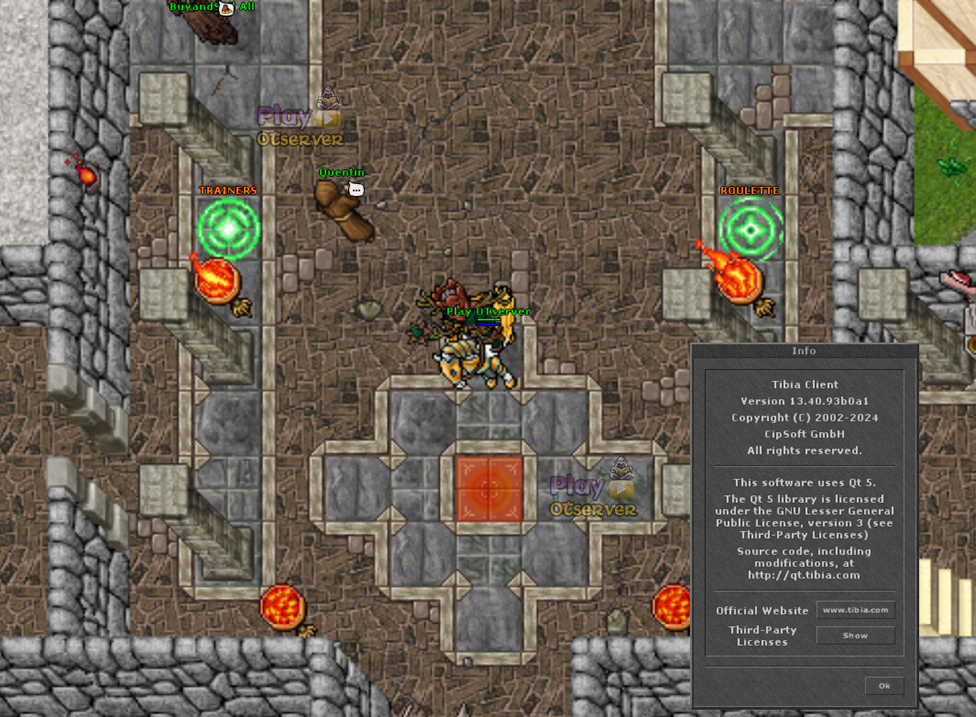 BuyandS All
Play
OTserver
Quentin
TRAINERS
ROULETTE
Play OTserver
Play
OTserver
Info
Tibia Client
Version 13.40.93b0a1
Copyright (C) 2002-2024
CipSoft GmbH
All rights reserved.
This software uses Qt 5.
The Qt 5 library is licensed
under the GNU Lesser General
Public License, version 3 (see
Third-Party Licenses)
Source code, including
modifications, at
http://qt.tibia.com
Official Website www.tibia.com
Third-Party Show
Licenses
Ok